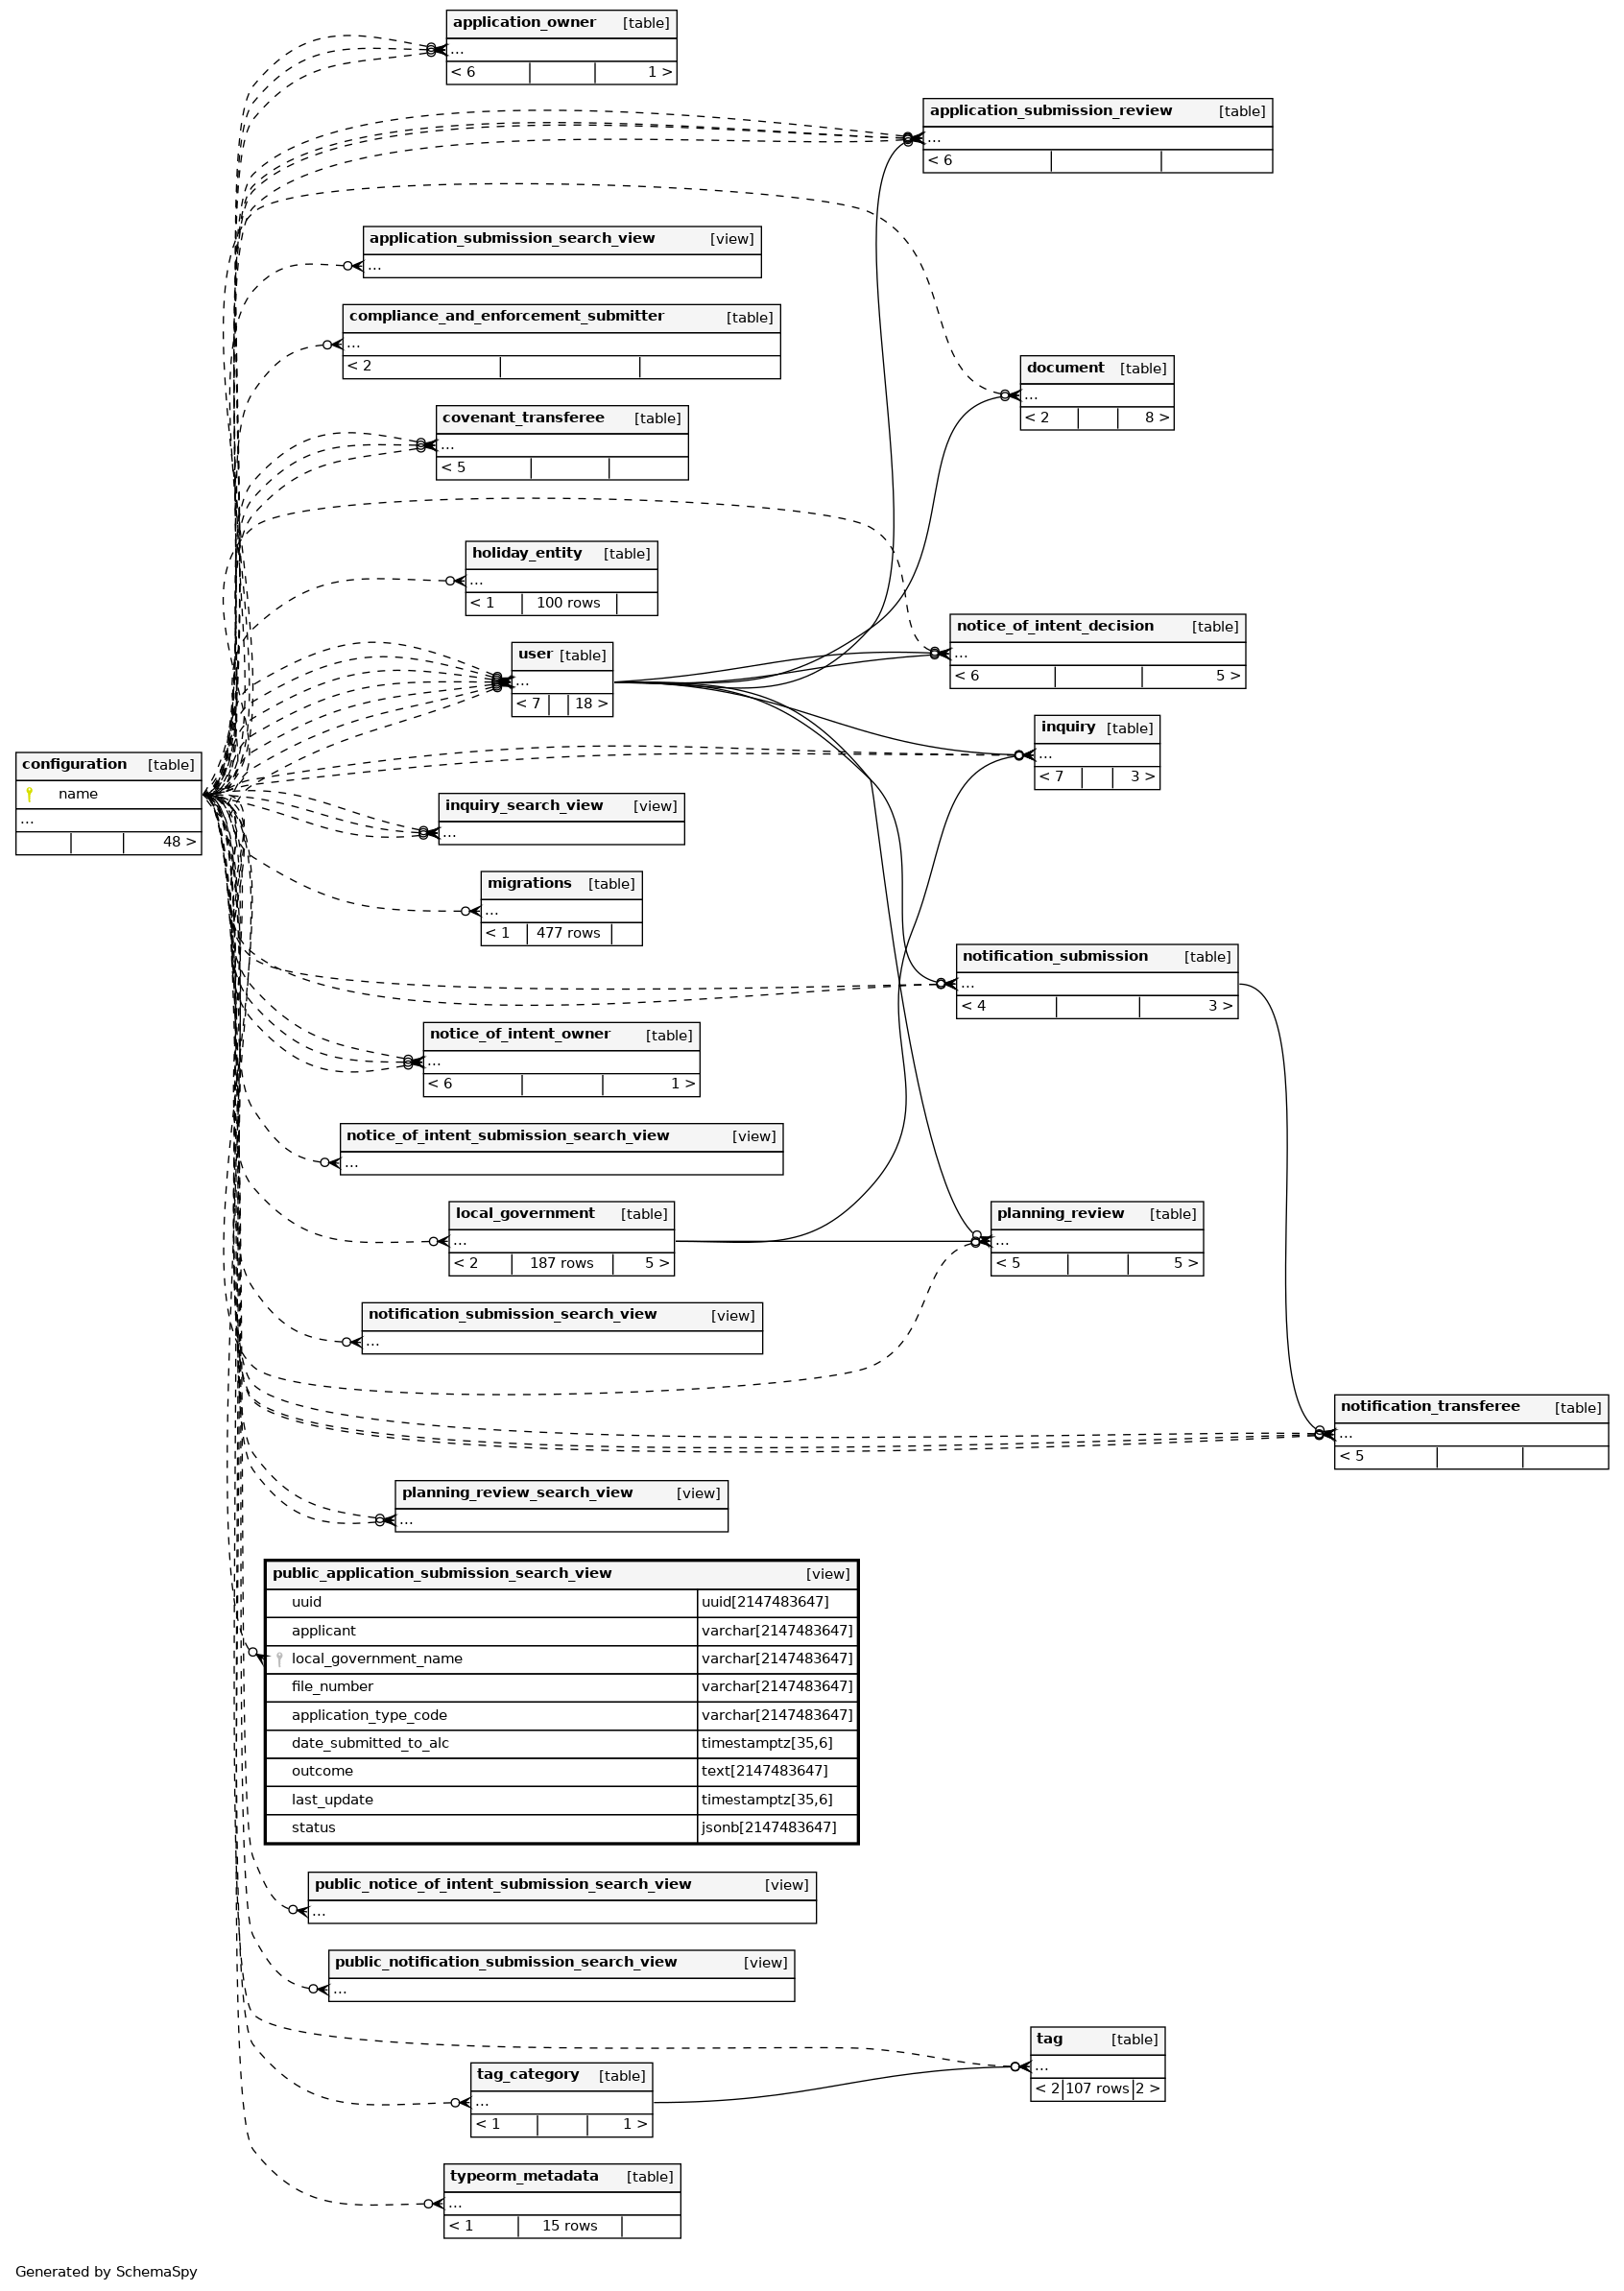 application_owner [table]
...
< 6 1 >
application_submission_review [table]
...
< 6
application_submission_search_view [view]
...
compliance_and_enforcement_submitter [table]
...
< 2
document [table]
...
< 2 8 >
covenant_transferee [table]
...
< 5
holiday_entity [table]
...
< 1 100 rows
notice_of_intent_decision [table]
...
< 6 5 >
user [table]
...
< 7 18 >
inquiry [table]
...
< 7 3 >
configuration [table]
name
...
48 >
inquiry_search_view [view]
...
migrations [table]
...
< 1 477 rows
notification_submission [table]
...
< 4 3 >
notice_of_intent_owner [table]
...
< 6 1 >
notice_of_intent_submission_search_view [view]
...
local_government [table]
...
< 2 187 rows 5 >
planning_review [table]
...
< 5 5 >
notification_submission_search_view [view]
...
notification_transferee [table]
...
< 5
planning_review_search_view [view]
...
public_application_submission_search_view [view]
uuid uuid[2147483647]
applicant varchar[2147483647]
local_government_name varchar[2147483647]
file_number varchar[2147483647]
application_type_code varchar[2147483647]
date_submitted_to_alc timestamptz[35,6]
outcome text[2147483647]
last_update timestamptz[35,6]
status jsonb[2147483647]
public_notice_of_intent_submission_search_view [view]
...
public_notification_submission_search_view [view]
...
tag [table]
...
< 2 107 rows 2 >
tag_category [table]
...
< 1 1 >
typeorm_metadata [table]
...
< 1 15 rows
Generated by SchemaSpy